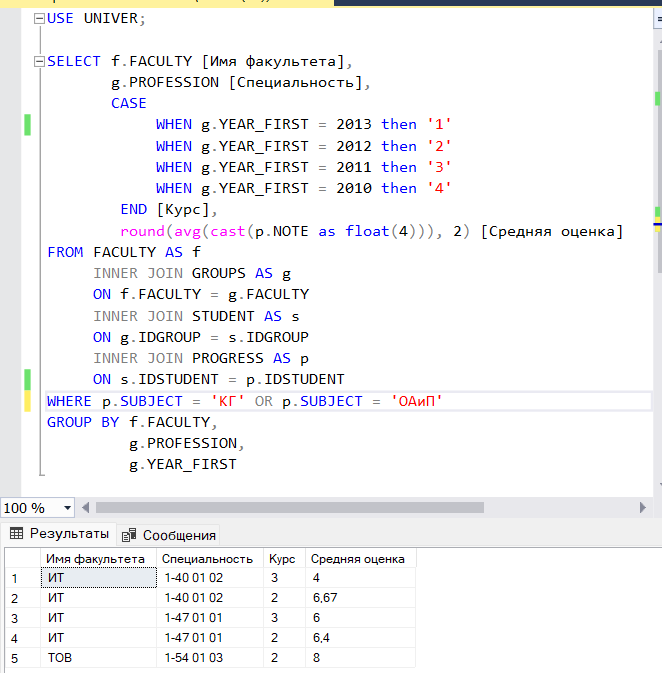 USE UNIVER;
SELECT f.FACULTY [Имя факультета],
g.PROFESSION [Специальность],
CASE
WHEN g.YEAR_FIRST = 2013 then '1'
WHEN g.YEAR_FIRST = 2012 then '2'
WHEN g.YEAR_FIRST = 2011 then '3'
WHEN g.YEAR_FIRST = 2010 then '4'
END [Курс],
round(avg(cast(p.NOTE as float(4))), 2) [Средняя оценка]
FROM FACULTY AS f
INNER JOIN GROUPS AS g
ON f.FACULTY = g.FACULTY
INNER JOIN STUDENT AS s
ON g.IDGROUP = s.IDGROUP
INNER JOIN PROGRESS AS p
ON s.IDSTUDENT = p.IDSTUDENT
WHERE p.SUBJECT = 'КГ' OR p.SUBJECT = 'ОАиП'
GROUP BY f.FACULTY,
g.PROFESSION,
g.YEAR_FIRST
100 %
Результаты Сообщения
Имя факультета Специальность Курс Средняя оценка
1 ИТ 1-40 01 02 3 4
2 ИТ 1-40 01 02 2 6,67
3 ИТ 1-47 01 01 3 6
4 ИТ 1-47 01 01 2 6,4
5 ТОВ 1-54 01 03 2 8